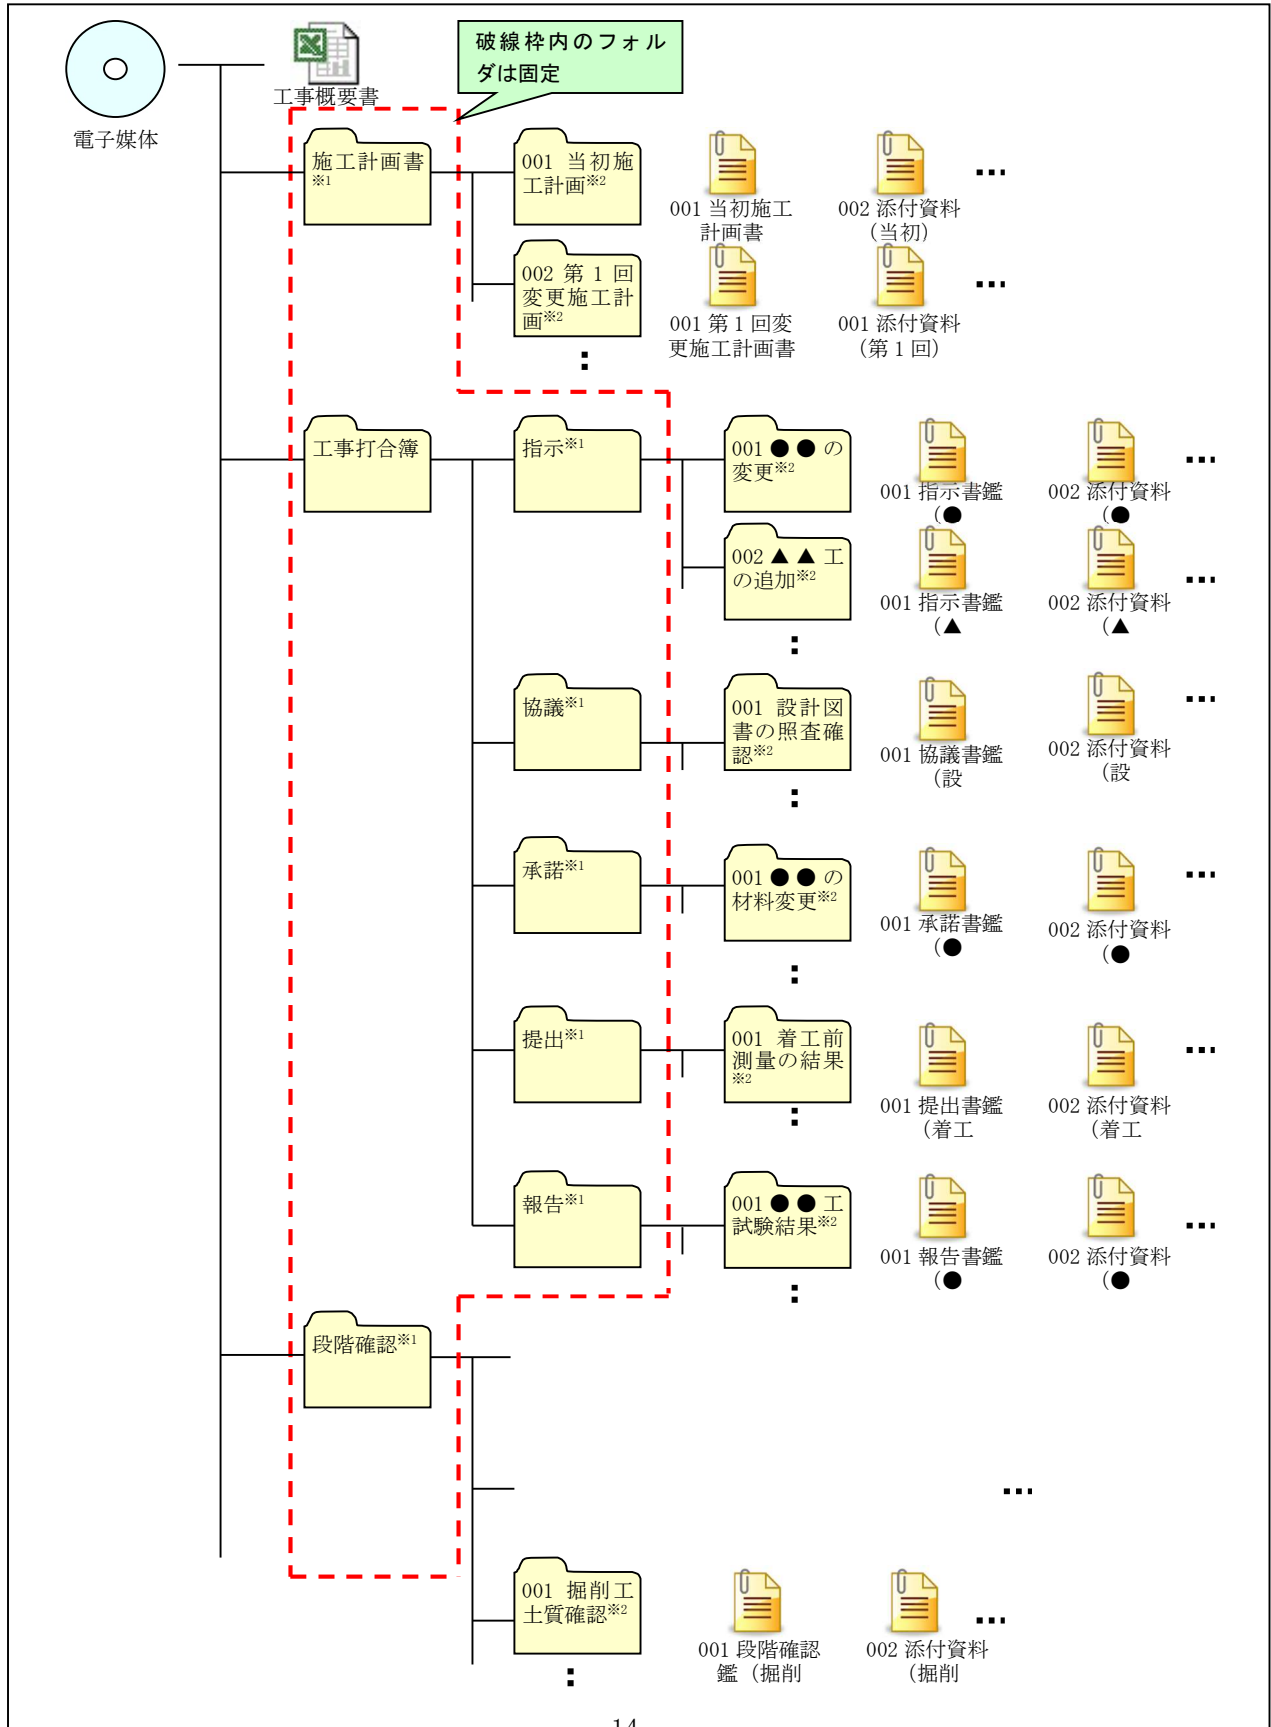 破線枠内のフォル
ダは固定
工事概要書
電子媒体
施工計画書
※1
001 当初施
工計画※2
001 当初施工
計画書
002 添付資料
(当初)
002 第 1 回
変更施工計
画※2
001 第 1 回変
更施工計画書
001 添付資料
(第 1 回)
工事打合簿
指示※1
001 ● ● の
変更※2
001 指示書鑑
(●
002 添付資料
(●
002 ▲ ▲ 工
の追加※2
001 指示書鑑
(▲
002 添付資料
(▲
協議※1
001 設計図
書の照査確
認※2
001 協議書鑑
(設
002 添付資料
(設
承諾※1
001 ● ● の
材料変更※2
001 承諾書鑑
(●
002 添付資料
(●
提出※1
001 着工前
測量の結果
※2
001 提出書鑑
(着工
002 添付資料
(着工
報告※1
001 ● ● 工
試験結果※2
001 報告書鑑
(●
002 添付資料
(●
段階確認※1
001 掘削工
土質確認※2
001 段階確認
鑑 (掘削
002 添付資料
(掘削
14